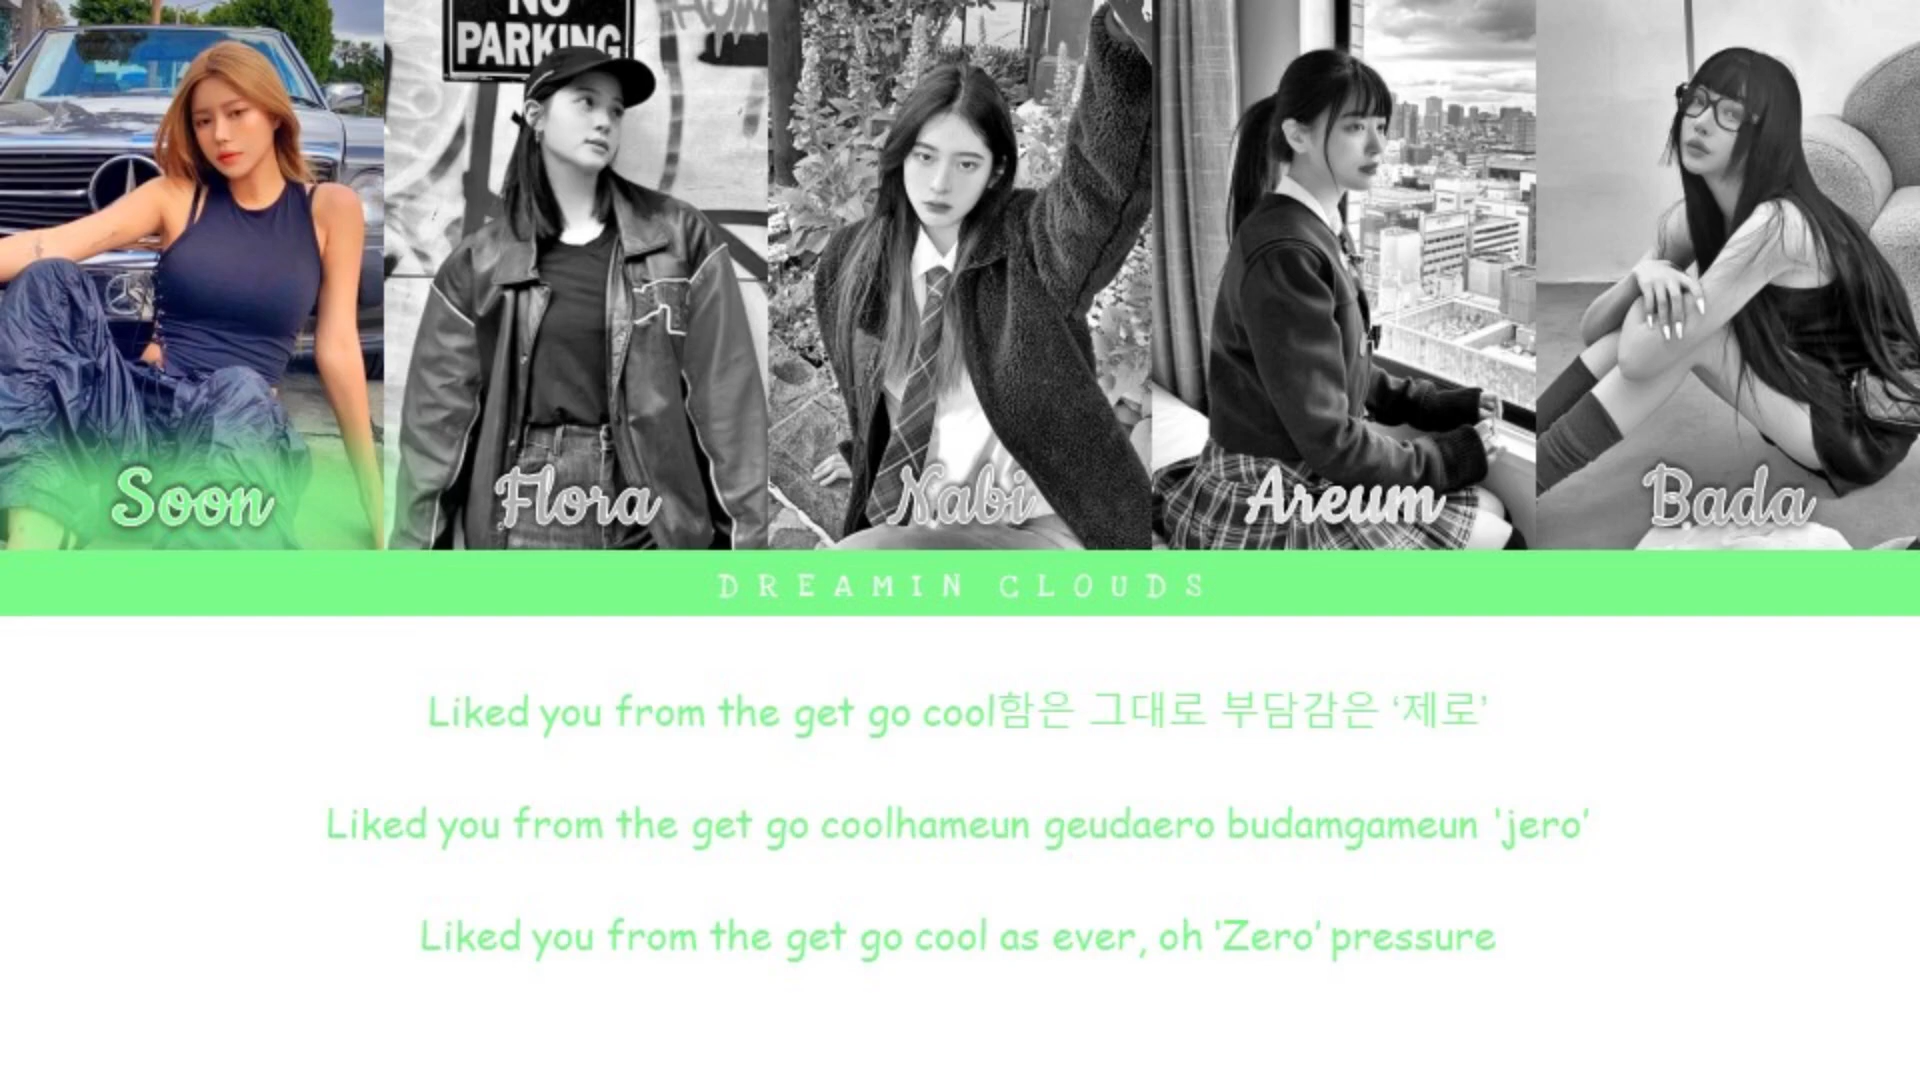 NO
PARKING
Soon
Flora
Nabi
Areum
Bada
DREAMIN CLOUDS
Liked you from the get go cool함은 그대로 부담감은 ‘제로’
Liked you from the get go coolhameun geudaero budamgameun ‘jero’
Liked you from the get go cool as ever, oh ‘Zero’ pressure